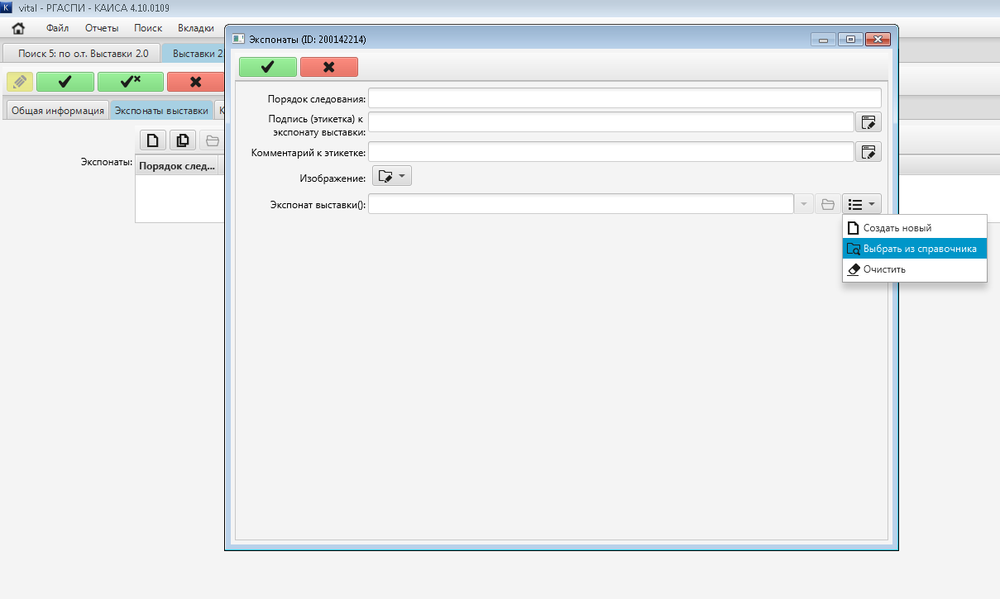 vital - РГАСПИ - КАИСА 4.10.0109
Файл Отчеты Поиск Вкладки
Экспонаты (ID: 200142214)
Поиск 5: по о.т. Выставки 2.0 Выставки 2
Общая информация Экспонаты выставки К
Экспонаты:
Порядок след...
Порядок следования:
Подпись (этикетка) к
экспонату выставки:
Комментарий к этикетке:
Изображение:
Экспонат выставки():
Создать новый
Выбрать из справочника
Очистить